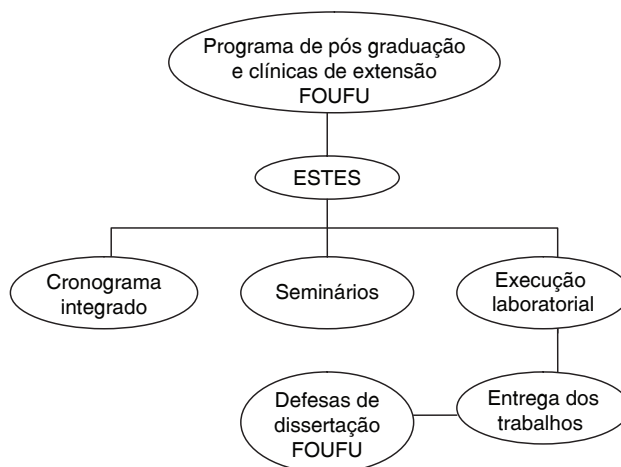 Programa de pós graduação
e clínicas de extensão
FOUFU
ESTES
Cronograma
integrado
Seminários
Execução
laboratorial
Defesas de
dissertação
FOUFU
Entrega dos
trabalhos